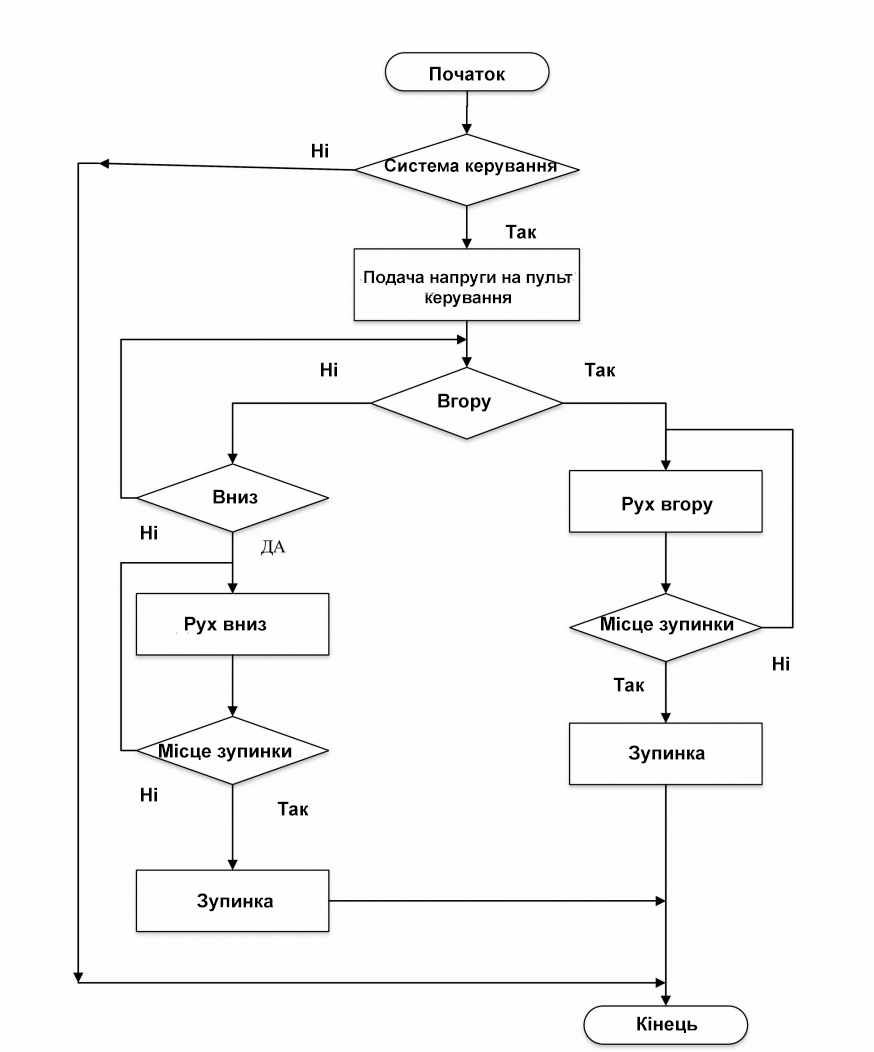 Початок
Ні
Система керування
Так
Подача напруги на пульт
керування
Ні
Так
Вгору
Вниз
Рух вгору
Ні
ДА
Рух вниз
Місце зупинки
Ні
Так
Місце зупинки
Зупинка
Ні
Так
Зупинка
Кінець